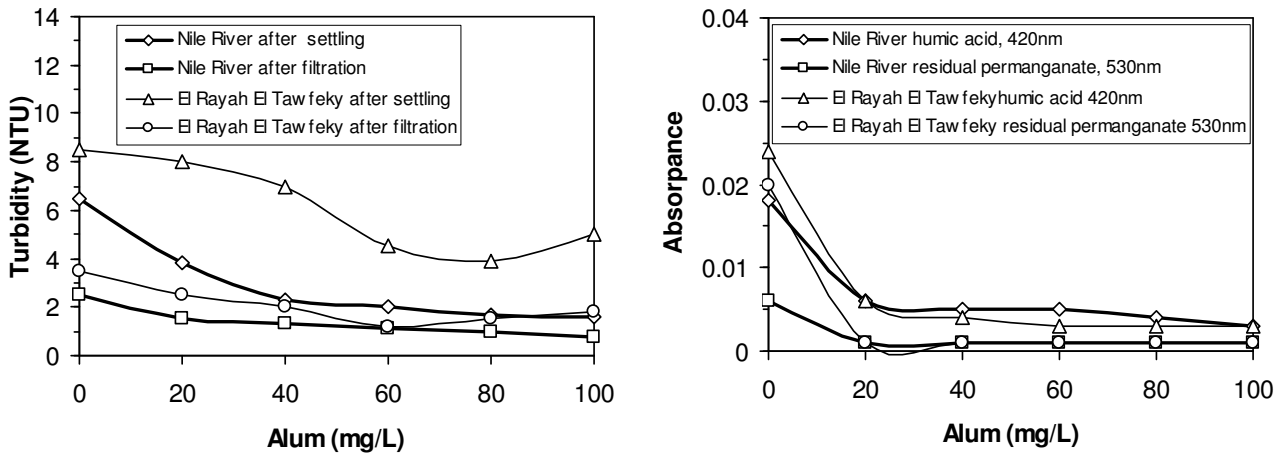 14
12
10
8
6
4
2
0
Turbidity (NTU)
Nile River after settling
Nile River after filtration
El Rayah El Tawfeky after settling
El Rayah El Tawfeky after filtration
0 20 40 60 80 100
Alum (mg/L)
0.04
0.03
0.02
0.01
0
Absorpance
Nile River humic acid, 420nm
Nile River residual permanganate, 530nm
El Rayah El Tawfekyhumic acid 420nm
El Rayah El Tawfeky residual permanganate 530nm
0 20 40 60 80 100
Alum (mg/L)